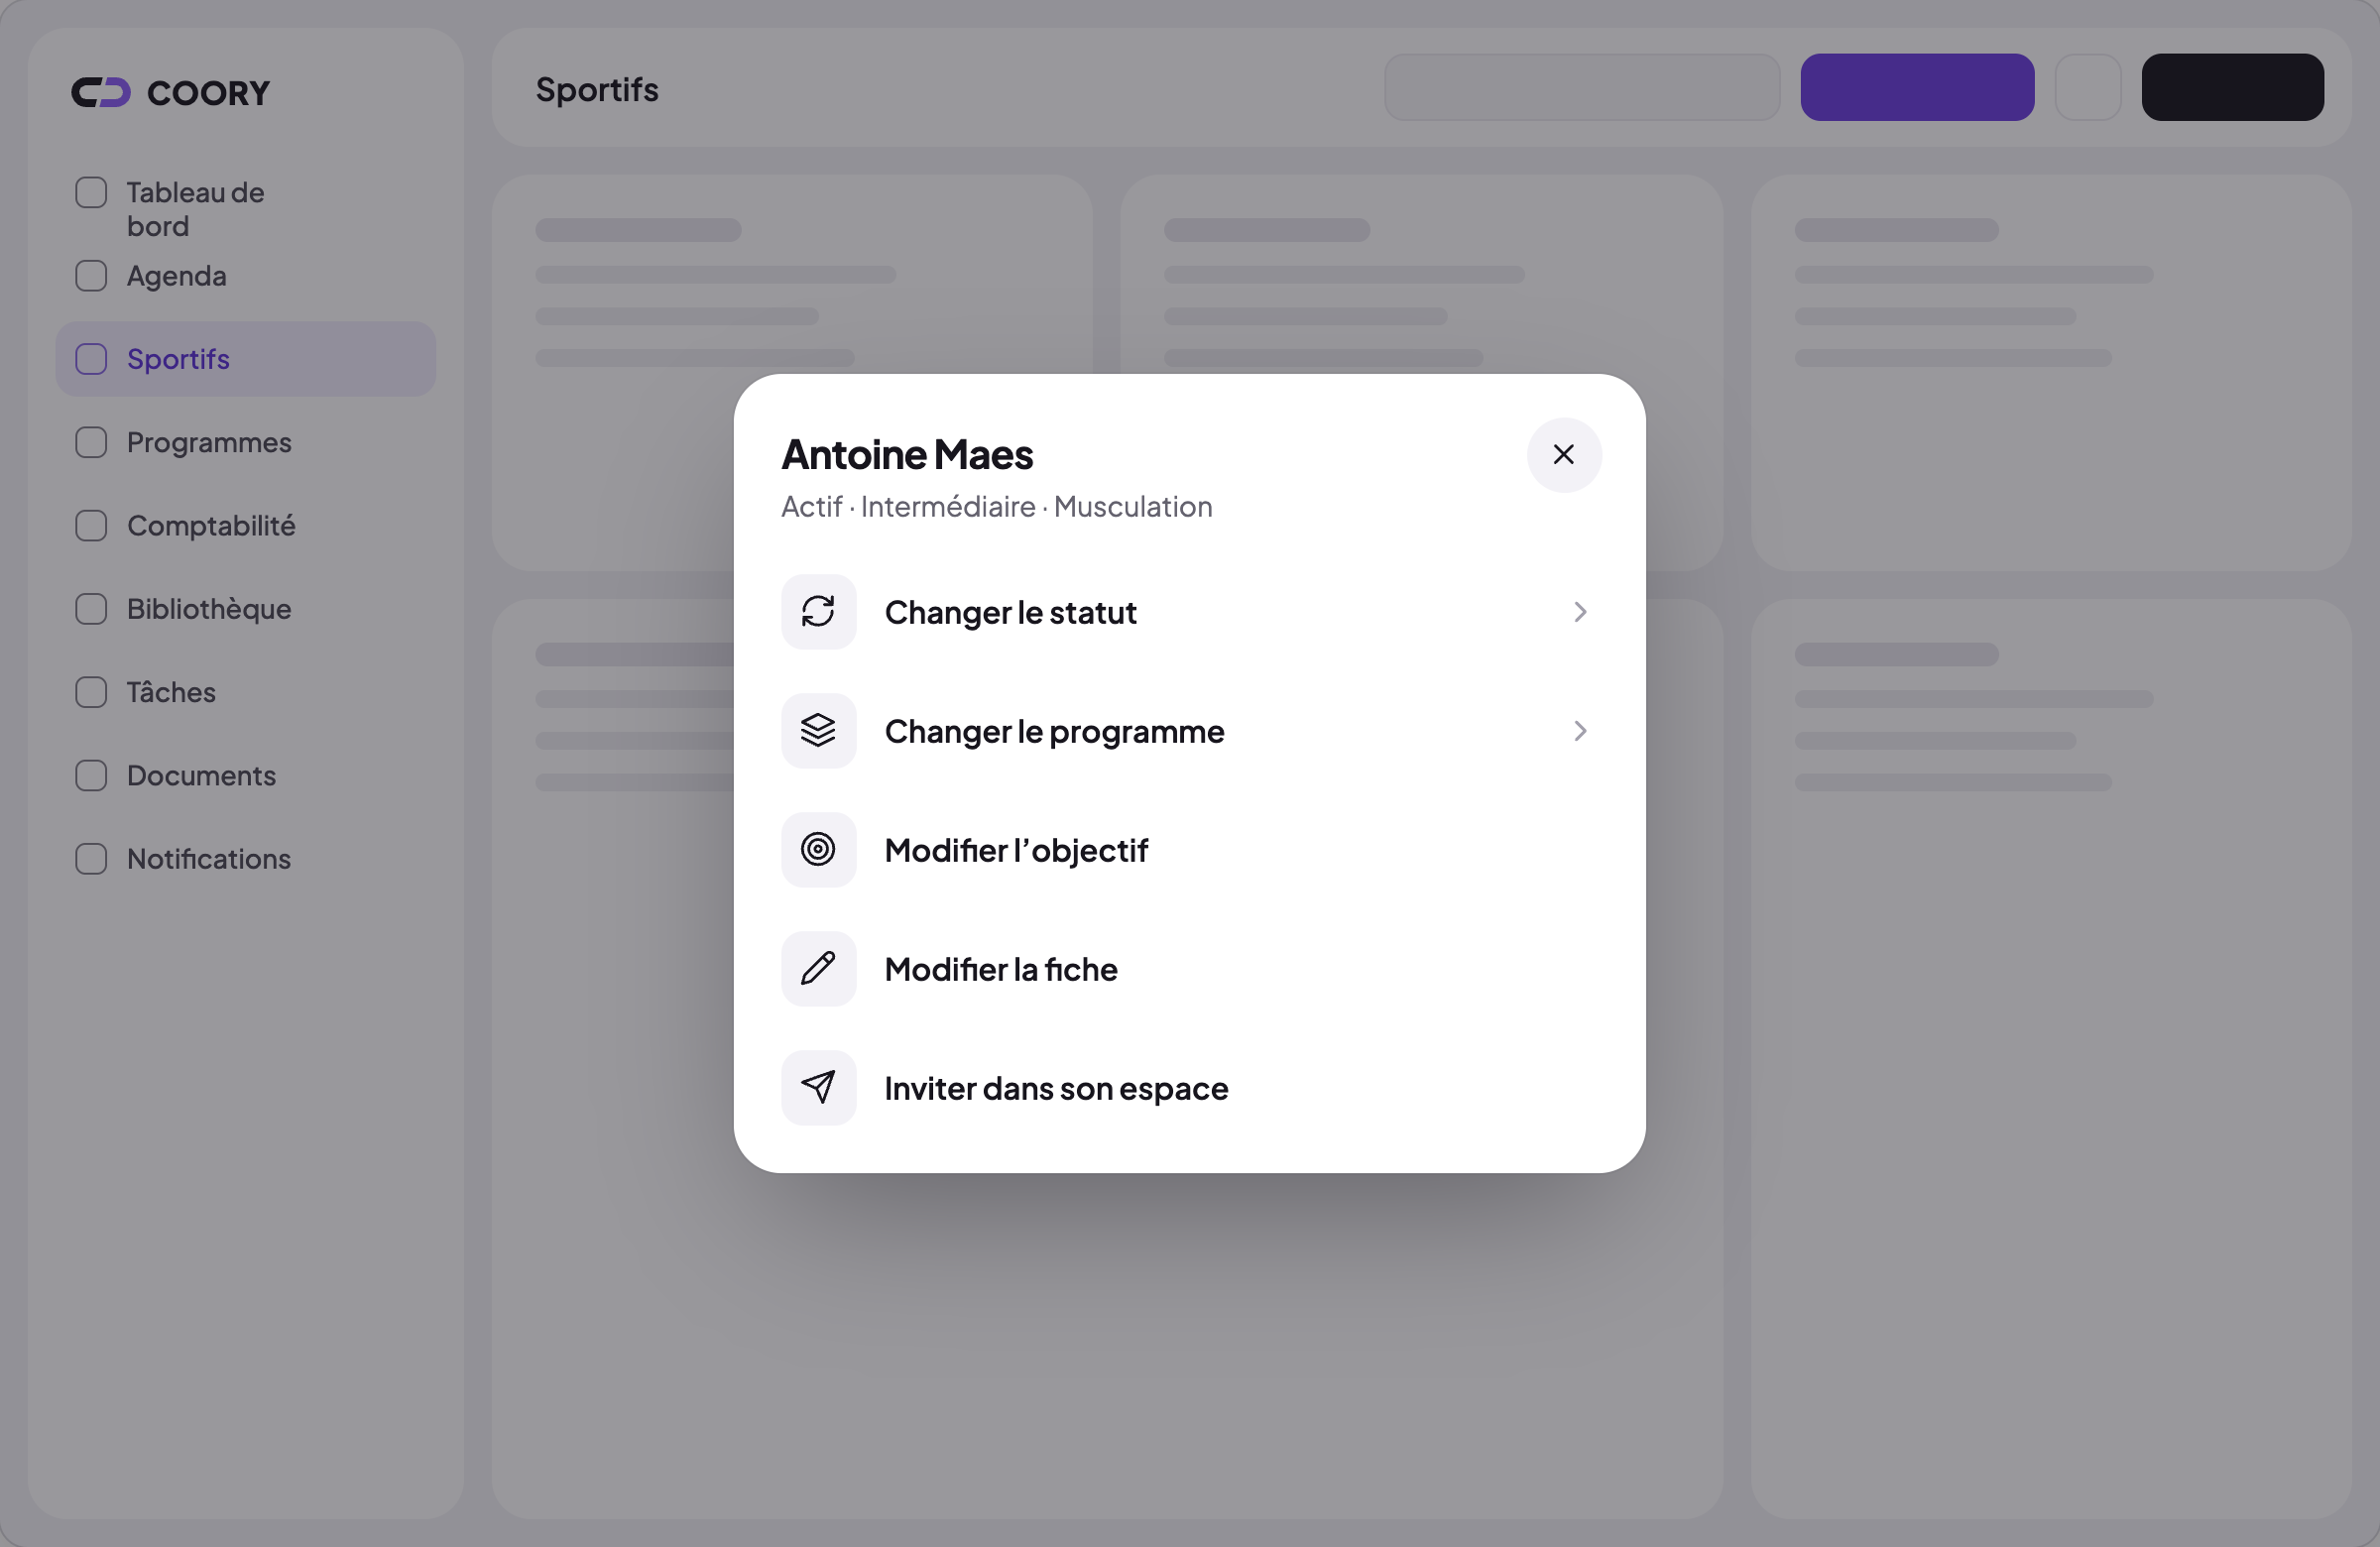 COORY
Tableau de
bord
Agenda
Sportifs
Programmes
Comptabilité
Bibliothèque
Tâches
Documents
Notifications
Sportifs
Antoine Maes
Actif · Intermédiaire · Musculation
Changer le statut
Changer le programme
Modifier l’objectif
Modifier la fiche
Inviter dans son espace